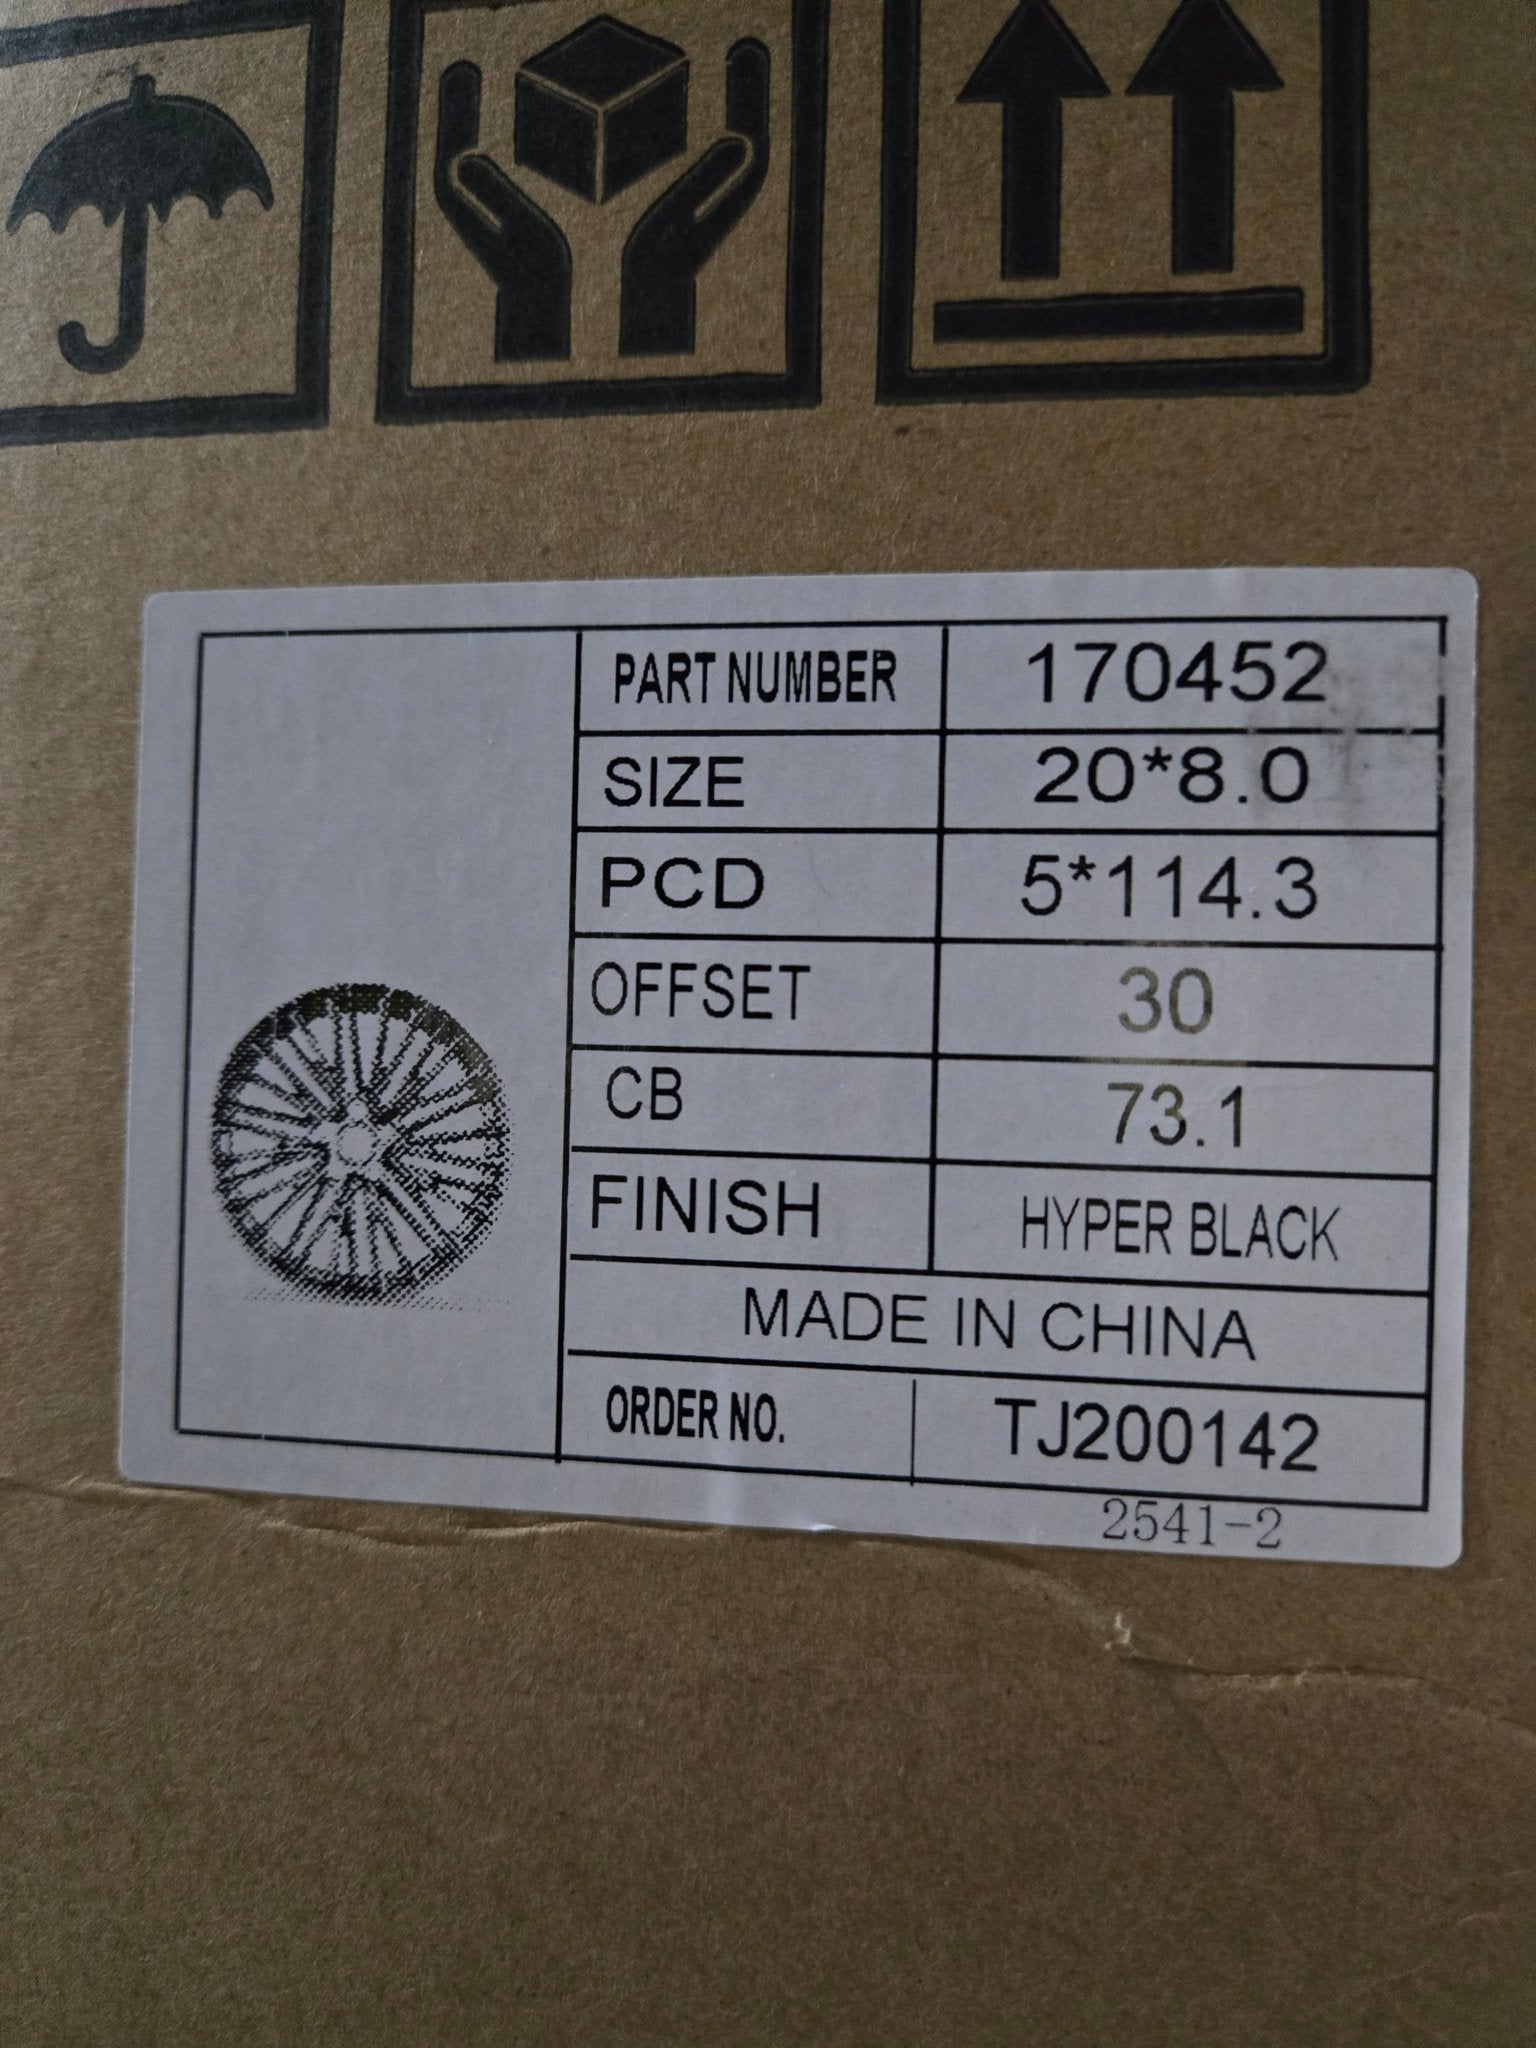 PART NUMBER 170452
SIZE 20*8.0
PCD 5*114.3
OFFSET 30
CB 73.1
FINISH HYPER BLACK
MADE IN CHINA
ORDER NO. TJ200142
2541-2